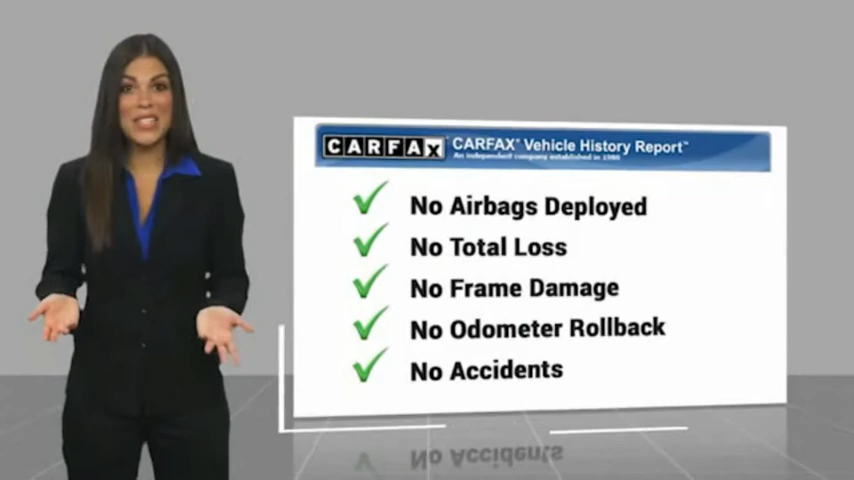 CARFAX CARFAX® Vehicle History Report™
An independent company established in 1986
No Airbags Deployed
No Total Loss
No Frame Damage
No Odometer Rollback
No Accidents
No Accidents